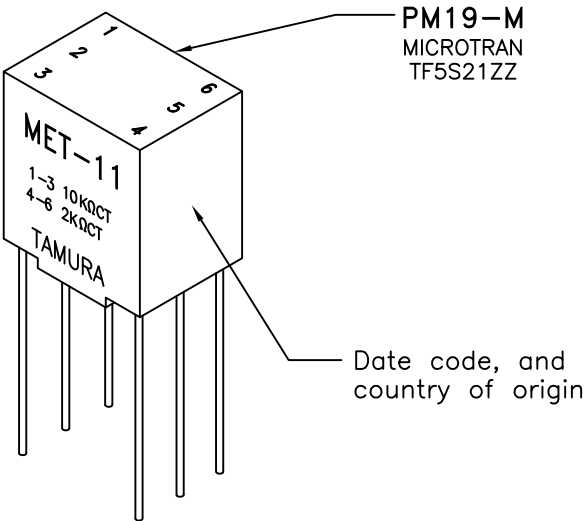 PM19-M
MICROTRAN
TF5S21ZZ
1
2
3
6
5
4
MET-11
1-3 10KΩCT
4-6 2KΩCT
TAMURA
Date code, and
country of origin